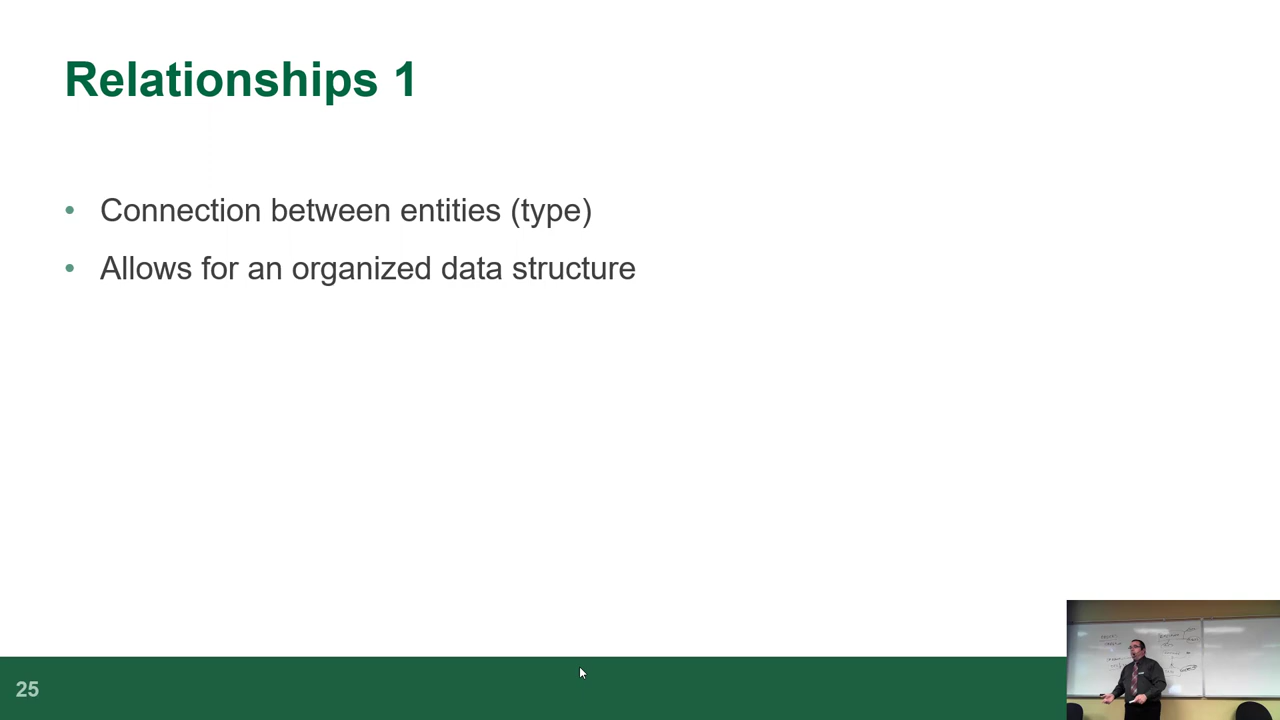 Relationships 1
• Connection between entities (type)
• Allows for an organized data structure
25